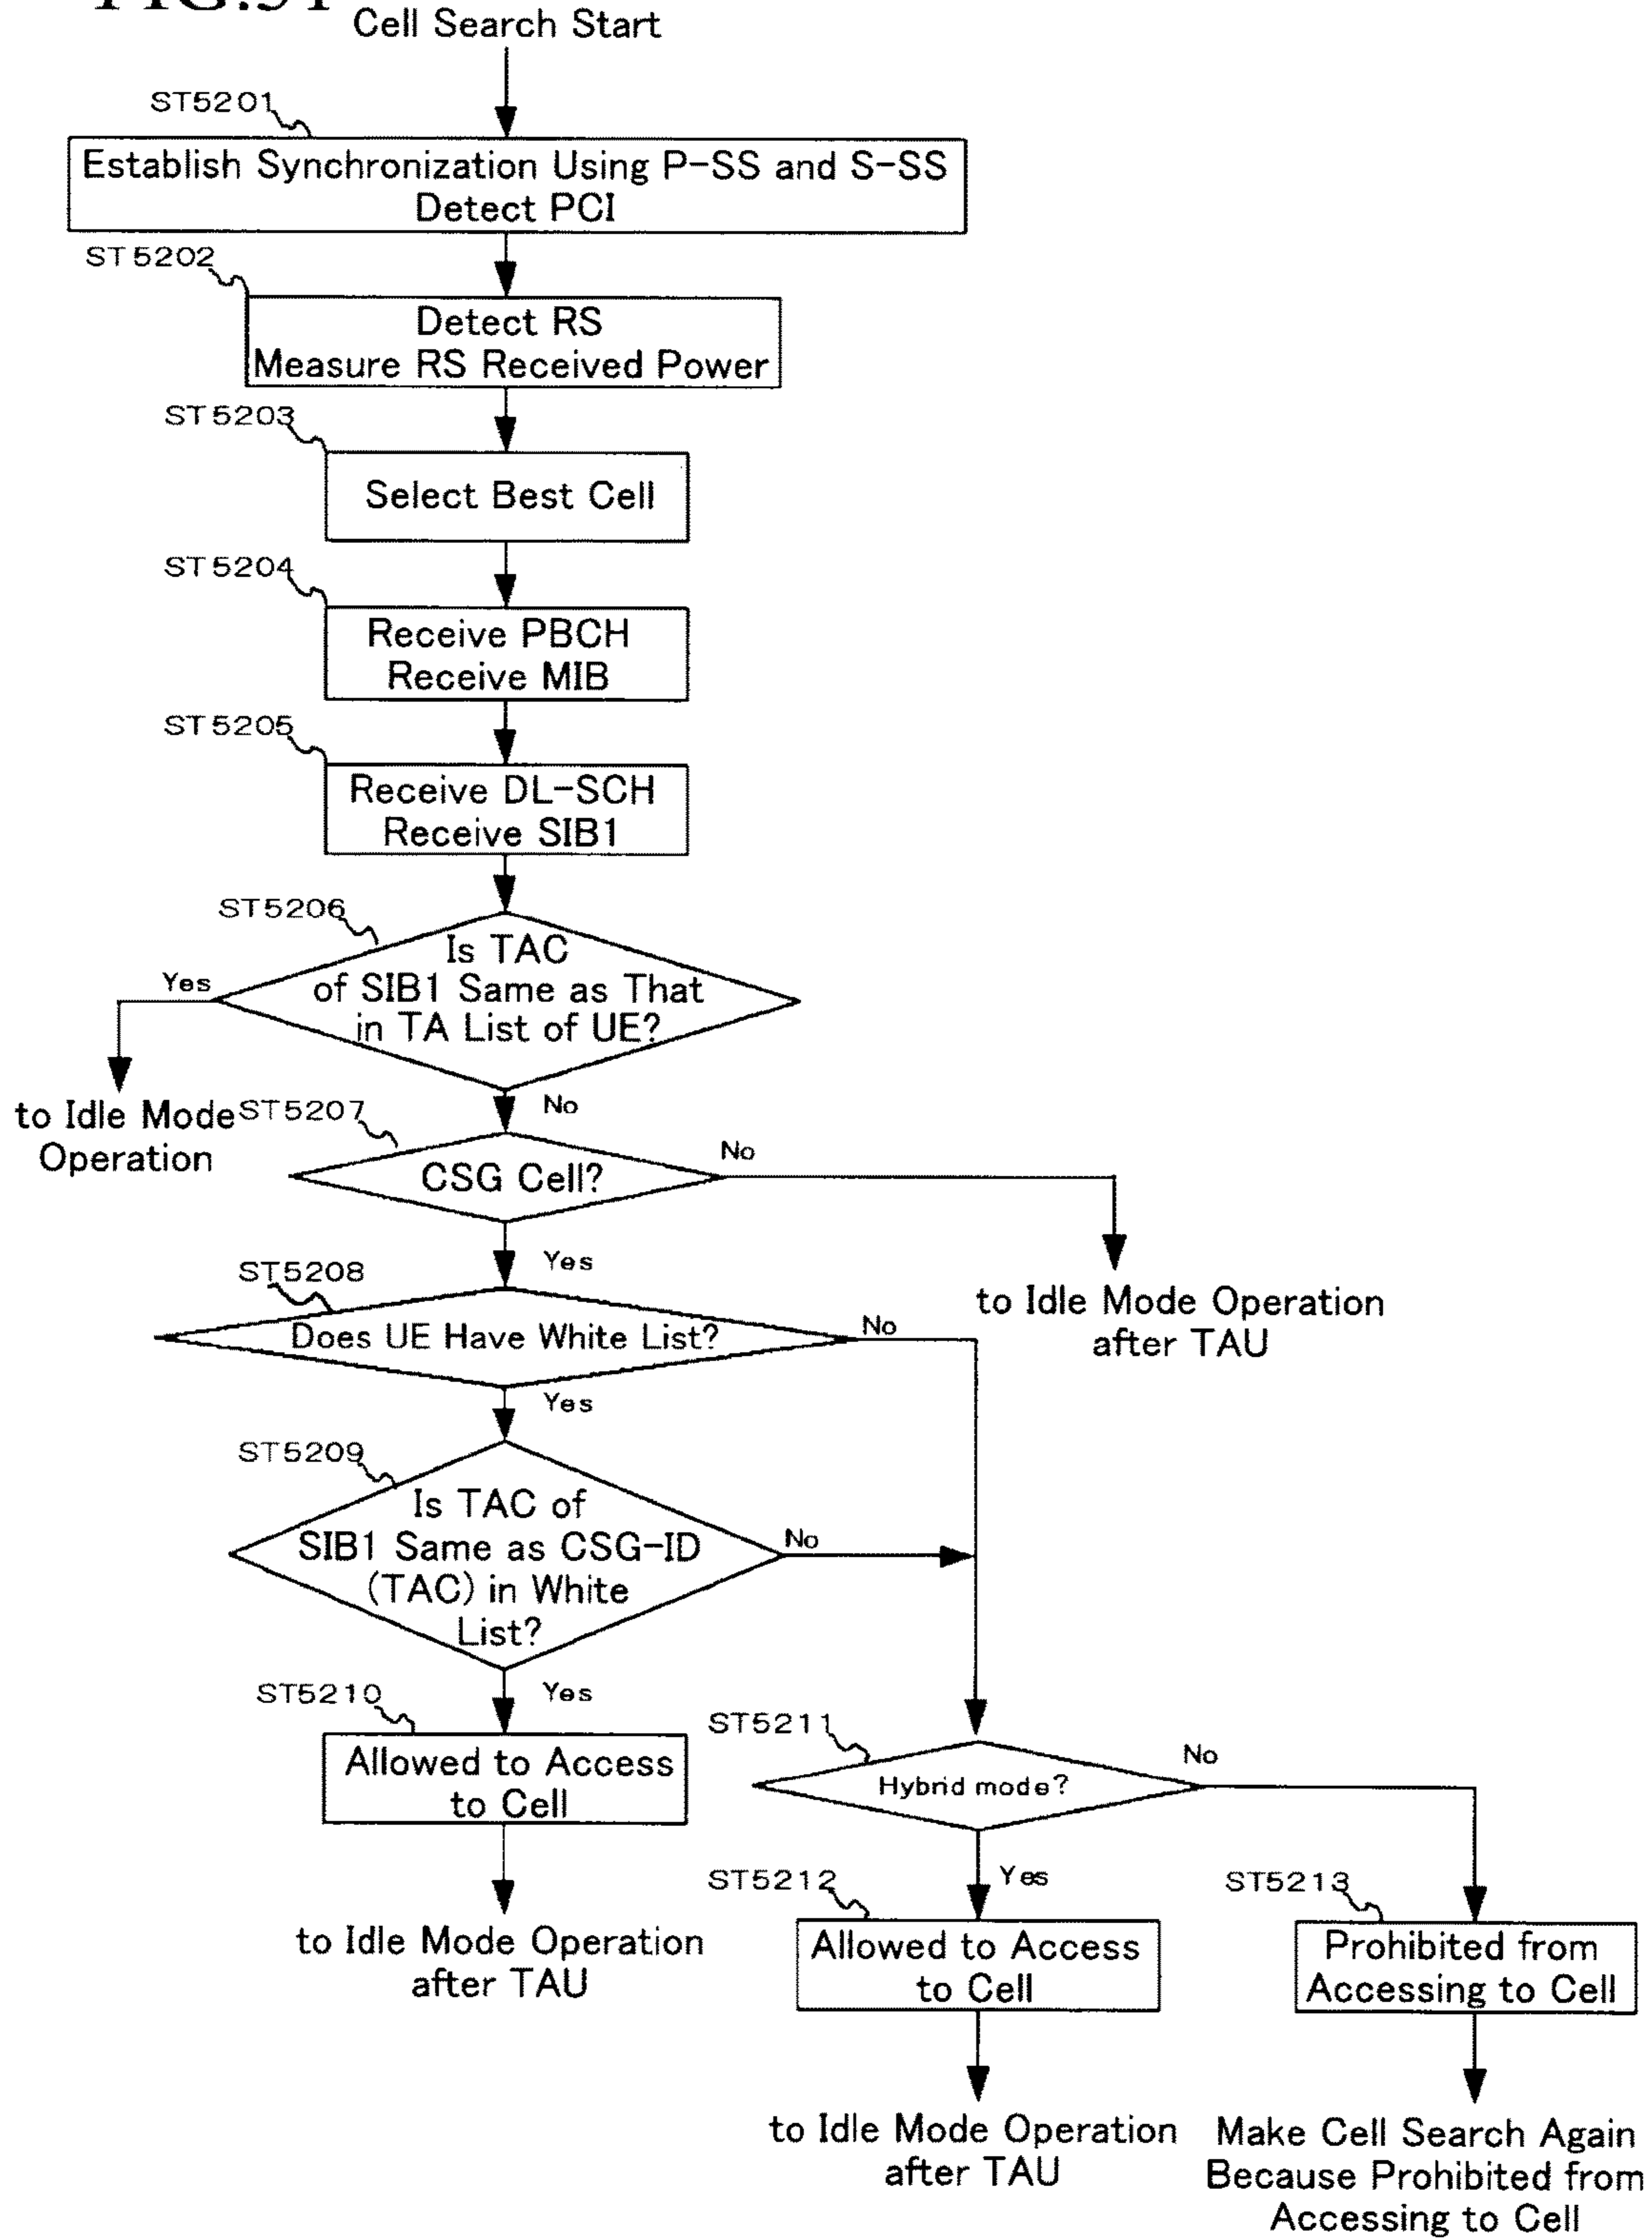 Cell Search Start
ST5201
Establish Synchronization Using P-SS and S-SS
Detect PCI
ST5202
Detect RS
Measure RS Received Power
ST5203
Select Best Cell
ST5204
Receive PBCH
Receive MIB
ST5205
Receive DL-SCH
Receive SIB1
ST5206
Is TAC
of SIB1 Same as That
in TA List of UE?
Yes
to Idle Mode
Operation
No
ST5207
CSG Cell?
No
to Idle Mode Operation
after TAU
Yes
ST5208
Does UE Have White List?
No
Yes
ST5209
Is TAC of
SIB1 Same as CSG-ID
(TAC) in White
List?
No
Yes
ST5210
Allowed to Access
to Cell
to Idle Mode Operation
after TAU
ST5211
Hybrid mode?
No
Yes
ST5212
Allowed to Access
to Cell
to Idle Mode Operation
after TAU
ST5213
Prohibited from
Accessing to Cell
Make Cell Search Again
Because Prohibited from
Accessing to Cell